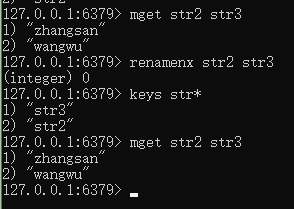 2) "str2"
127.0.0.1:6379> mget str2 str3
1) "zhangsan"
2) "wangwu"
127.0.0.1:6379> renamenx str2 str3
(integer) 0
127.0.0.1:6379> keys str*
1) "str3"
2) "str2"
127.0.0.1:6379> mget str2 str3
1) "zhangsan"
2) "wangwu"
127.0.0.1:6379>